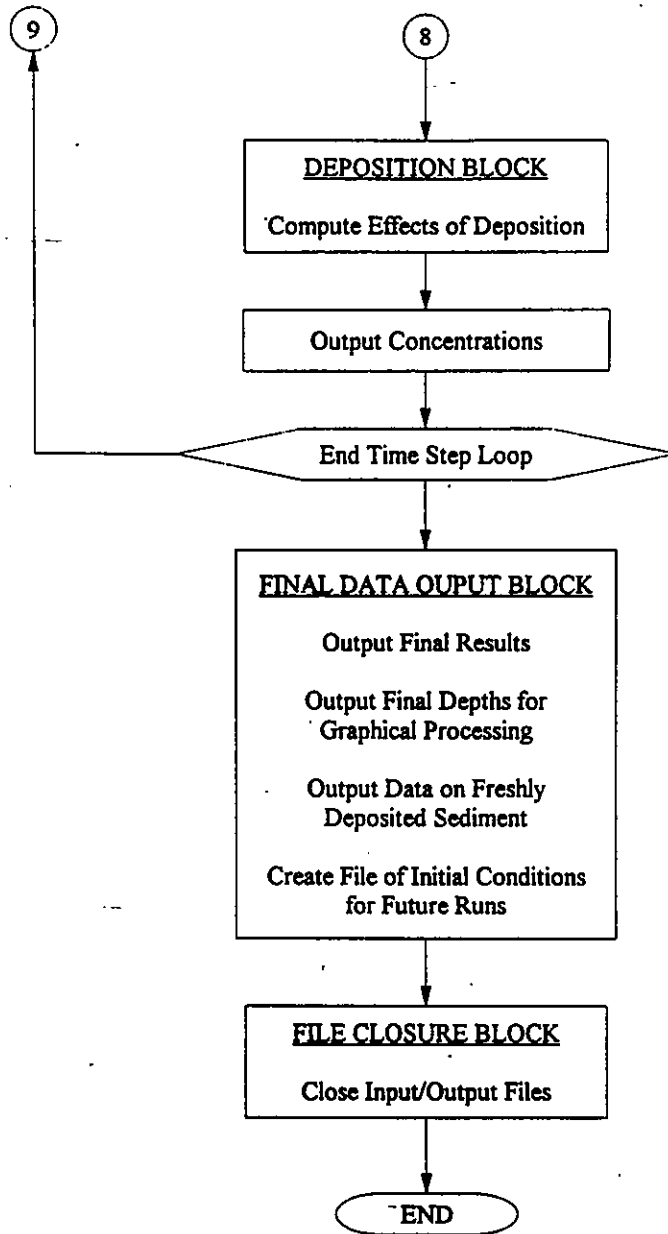 9
8
DEPOSITION BLOCK
Compute Effects of Deposition
Output Concentrations
End Time Step Loop
FINAL DATA OUPUT BLOCK
Output Final Results
Output Final Depths for
Graphical Processing
Output Data on Freshly
Deposited Sediment
Create File of Initial Conditions
for Future Runs
FILE CLOSURE BLOCK
Close Input/Output Files
END